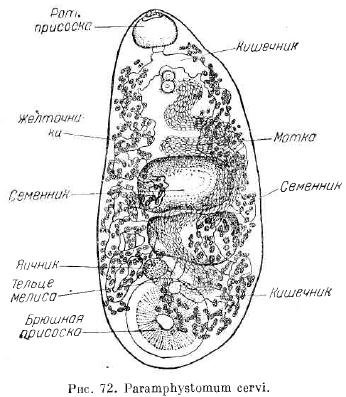 Рот.
присоска
Кишечник
Желточни-
ки
Матка
Семенник
Семенник
Яичник
Тельце
мелиса
Кишечник
Брюшная
присоска
Рис. 72. Paramphystomum cervi.